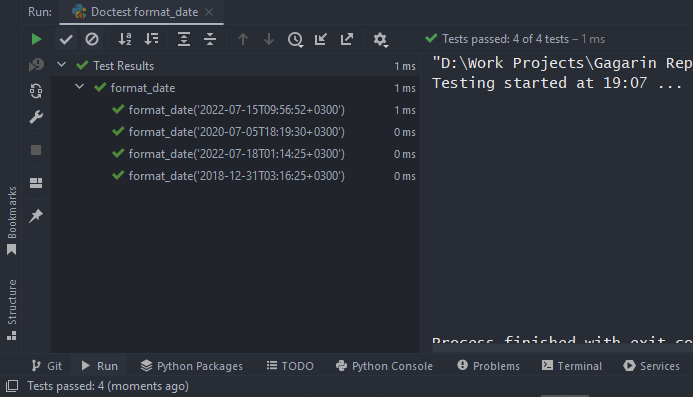 Run: Doctest format_date
Tests passed: 4 of 4 tests – 1 ms
Test Results 1 ms
format_date 1 ms
format_date('2022-07-15T09:56:52+0300') 1 ms
format_date('2020-07-05T18:19:30+0300') 0 ms
format_date('2022-07-18T01:14:25+0300') 0 ms
format_date('2018-12-31T03:16:25+0300') 0 ms
"D:\Work Projects\Gagarin Rep
Testing started at 19:07 ...
Process finished with exit co
Bookmarks
Structure
Git Run Python Packages TODO Python Console Problems Terminal Services
Tests passed: 4 (moments ago)